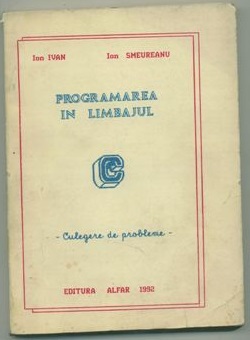 Ion IVAN Ion SMEUREANU
PROGRAMAREA
IN LIMBAJUL
C
- Culegere de probleme -
EDITURA ALFAR 1992